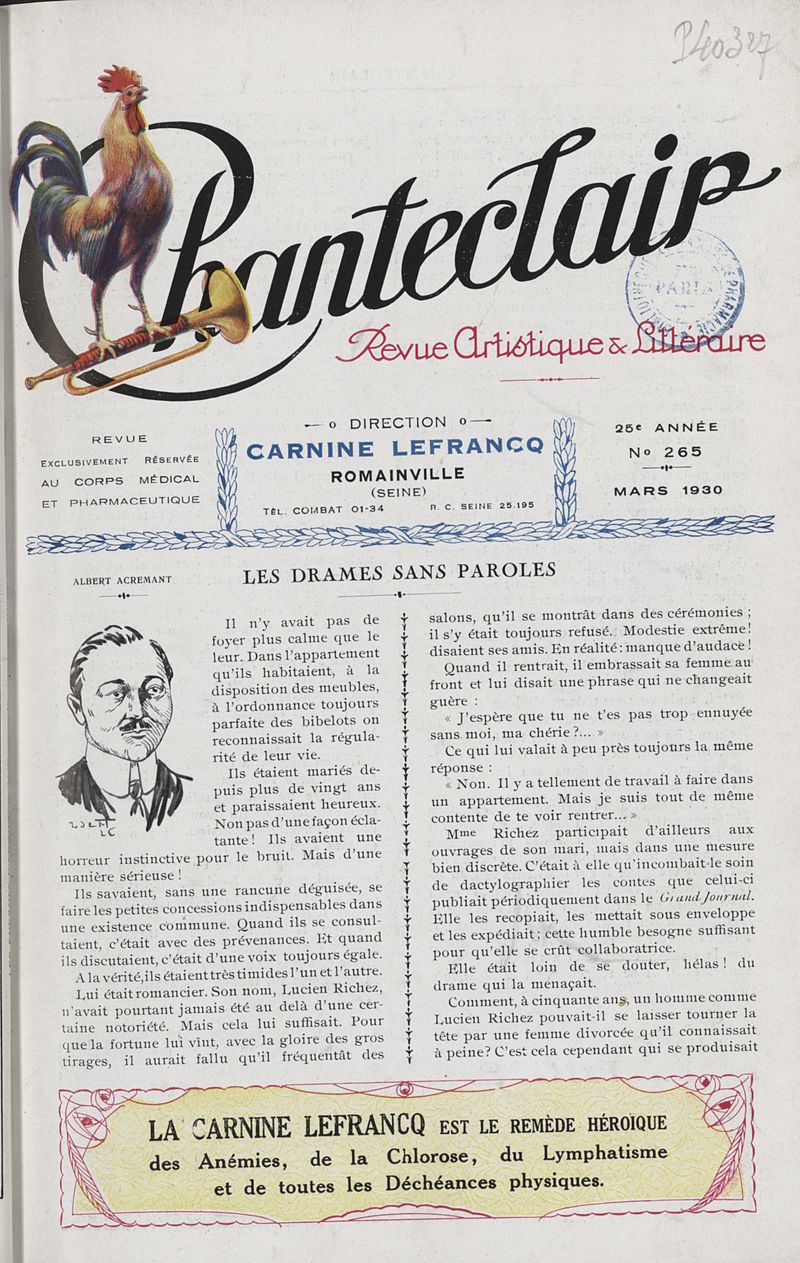 P40327
Chanteclair
Revue Artistique & Littéraire
PARIS
REVUE
EXCLUSIVEMENT RÉSERVÉE
AU CORPS MÉDICAL
ET PHARMACEUTIQUE
DIRECTION
CARNINE LEFRANCQ
ROMAINVILLE
(SEINE)
TÉL. COMBAT 01-34 R. C. SEINE 25.195
25e ANNÉE
No 265
MARS 1930
ALBERT ACREMANT
LES DRAMES SANS PAROLES
Il n'y avait pas de
foyer plus calme que le
leur. Dans l'appartement
qu'ils habitaient, à la
disposition des meubles,
à l'ordonnance toujours
parfaite des bibelots on
reconnaissait la régula-
rité de leur vie.
Ils étaient mariés de-
puis plus de vingt ans
et paraissaient heureux.
Non pas d'une façon écla-
tante ! Ils avaient une
horreur instinctive pour le bruit. Mais d'une
manière sérieuse !
Ils savaient, sans une rancune déguisée, se
faire les petites concessions indispensables dans
une existence commune. Quand ils se consul-
taient, c'était avec des prévenances. Et quand
ils discutaient, c'était d'une voix toujours égale.
A la vérité, ils étaient très timides l'un et l'autre.
Lui était romancier. Son nom, Lucien Richez,
n'avait pourtant jamais été au delà d'une cer-
taine notoriété. Mais cela lui suffisait. Pour
que la fortune lui vînt, avec la gloire des gros
tirages, il aurait fallu qu'il fréquentât des
salons, qu'il se montrât dans des cérémonies ;
il s'y était toujours refusé. Modestie extrême !
disaient ses amis. En réalité : manque d'audace !
Quand il rentrait, il embrassait sa femme au
front et lui disait une phrase qui ne changeait
guère :
« J'espère que tu ne t'es pas trop ennuyée
sans moi, ma chérie ?... »
Ce qui lui valait à peu près toujours la même
réponse :
« Non. Il y a tellement de travail à faire dans
un appartement. Mais je suis tout de même
contente de te voir rentrer... »
Mme Richez participait d'ailleurs aux
ouvrages de son mari, mais dans une mesure
bien discrète. C'était à elle qu'incombait le soin
de dactylographier les contes que celui-ci
publiait périodiquement dans le Grand Journal.
Elle les recopiait, les mettait sous enveloppe
et les expédiait ; cette humble besogne suffisant
pour qu'elle se crût collaboratrice.
Elle était loin de se douter, hélas ! du
drame qui la menaçait.
Comment, à cinquante ans, un homme comme
Lucien Richez pouvait-il se laisser tourner la
tête par une femme divorcée qu'il connaissait
à peine ? C'est cela cependant qui se produisait
LA CARNINE LEFRANCQ EST LE REMÈDE HÉROÏQUE
des Anémies, de la Chlorose, du Lymphatisme
et de toutes les Déchéances physiques.